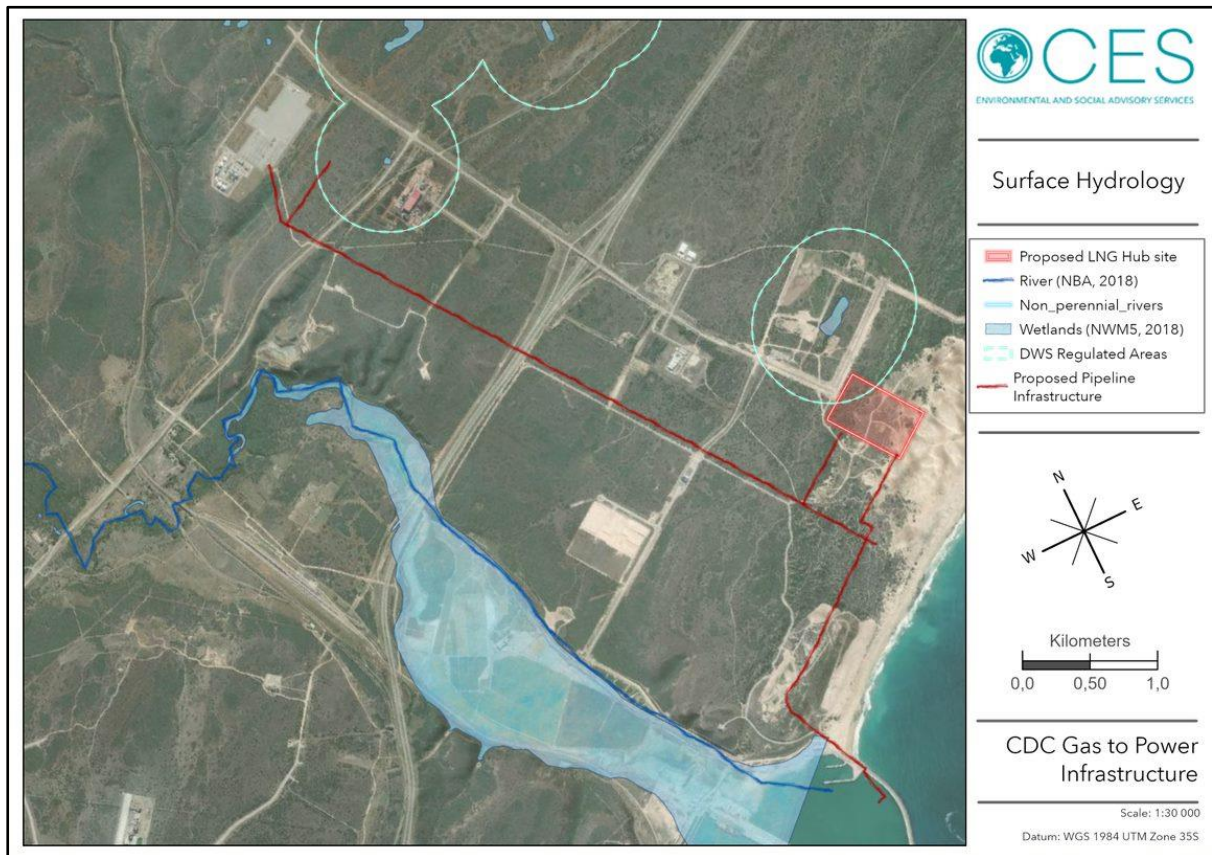 CES
ENVIRONMENTAL AND SOCIAL ADVISORY SERVICES
Surface Hydrology
Proposed LNG Hub site
River (NBA, 2018)
Non_perennial_rivers
Wetlands (NWM5, 2018)
DWS Regulated Areas
Proposed Pipeline
Infrastructure
N
E
W
S
Kilometers
0,0 0,50 1,0
CDC Gas to Power
Infrastructure
Scale: 1:30 000
Datum: WGS 1984 UTM Zone 35S